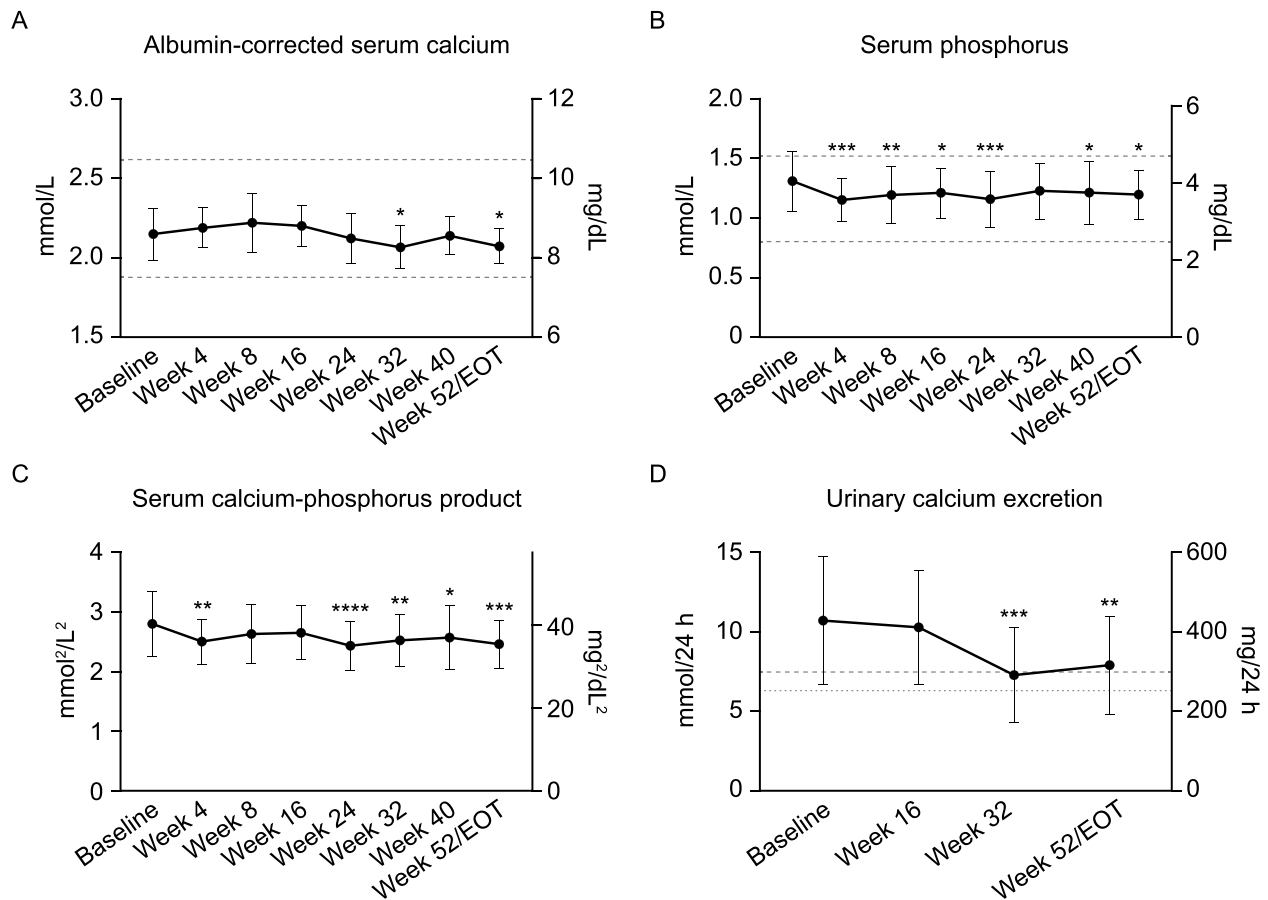 A
Albumin-corrected serum calcium
mmol/L
3.0
2.5
2.0
1.5
12
10
8
6
mg/dL
*
*
Baseline
Week 4
Week 8
Week 16
Week 24
Week 32
Week 40
Week 52/EOT
B
Serum phosphorus
mmol/L
2.0
1.5
1.0
0.5
0
6
4
2
0
mg/dL
***
**
*
***
*
*
Baseline
Week 4
Week 8
Week 16
Week 24
Week 32
Week 40
Week 52/EOT
C
Serum calcium-phosphorus product
mmol²/L²
4
3
2
1
0
40
20
0
mg²/dL²
**
****
**
*
***
Baseline
Week 4
Week 8
Week 16
Week 24
Week 32
Week 40
Week 52/EOT
D
Urinary calcium excretion
mmol/24 h
15
10
5
0
600
400
200
0
mg/24 h
***
**
Baseline
Week 16
Week 32
Week 52/EOT